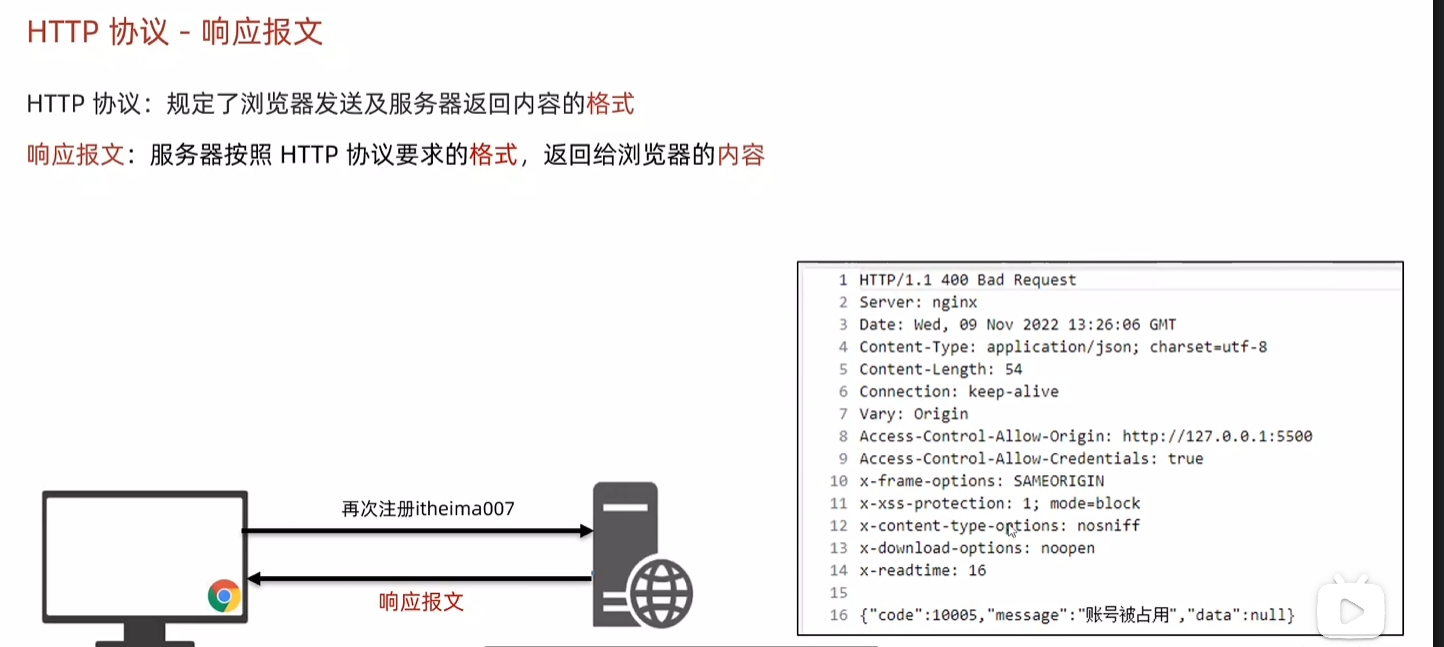 HTTP 协议 - 响应报文
HTTP 协议：规定了浏览器发送及服务器返回内容的格式
响应报文：服务器按照 HTTP 协议要求的格式，返回给浏览器的内容
再次注册itheima007
响应报文
1 HTTP/1.1 400 Bad Request
2 Server: nginx
3 Date: Wed, 09 Nov 2022 13:26:06 GMT
4 Content-Type: application/json; charset=utf-8
5 Content-Length: 54
6 Connection: keep-alive
7 Vary: Origin
8 Access-Control-Allow-Origin: http://127.0.0.1:5500
9 Access-Control-Allow-Credentials: true
10 x-frame-options: SAMEORIGIN
11 x-xss-protection: 1; mode=block
12 x-content-type-options: nosniff
13 x-download-options: noopen
14 x-readtime: 16
15
16 {"code":10005,"message":"账号被占用","data":null}